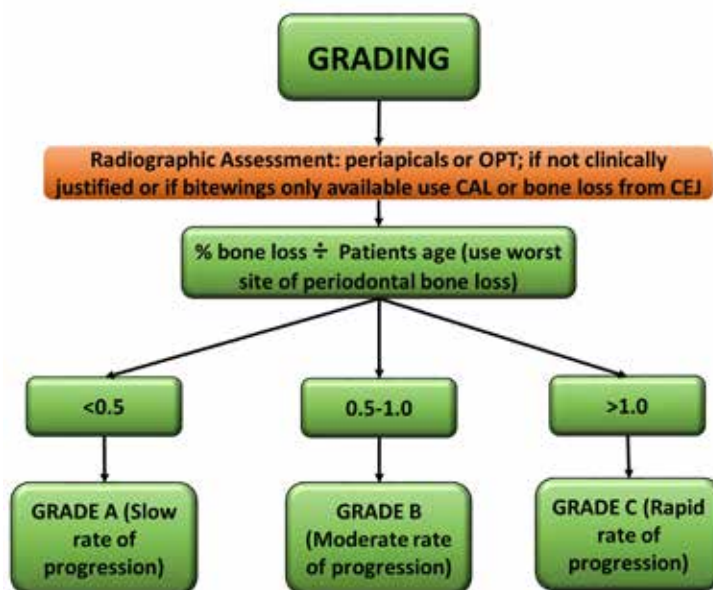 GRADING
Radiographic Assessment: periapicals or OPT; if not clinically
justified or if bitewings only available use CAL or bone loss from CEJ
% bone loss ÷ Patients age (use worst
site of periodontal bone loss)
<0.5
0.5-1.0
>1.0
GRADE A (Slow
rate of
progression)
GRADE B
(Moderate rate
of progression)
GRADE C (Rapid
rate of
progression)